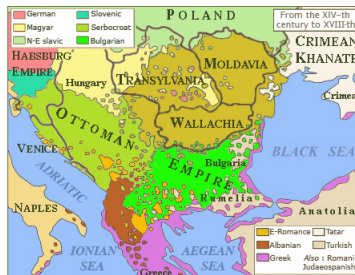 German
Slovenic
Magyar
Serbocroat
N-E slavic
Bulgarian
POLAND
From the XIV-th
century to XVIII-th
CRIMEAN
KHANATE
HABSBURG
EMPIRE
Hungary
TRANSYLVANIA
MOLDAVIA
Crimea
OTTOMAN
WALLACHIA
VENICE
EMPIRE
Bulgaria
BLACK SEA
ADRIATIC
Rumelia
NAPLES
Anatolia
IONIAN
SEA
AEGEAN
SEA
Greece
E-Romance
Tatar
Albanian
Turkish
Greek
Also : Romani
Judaeospanish